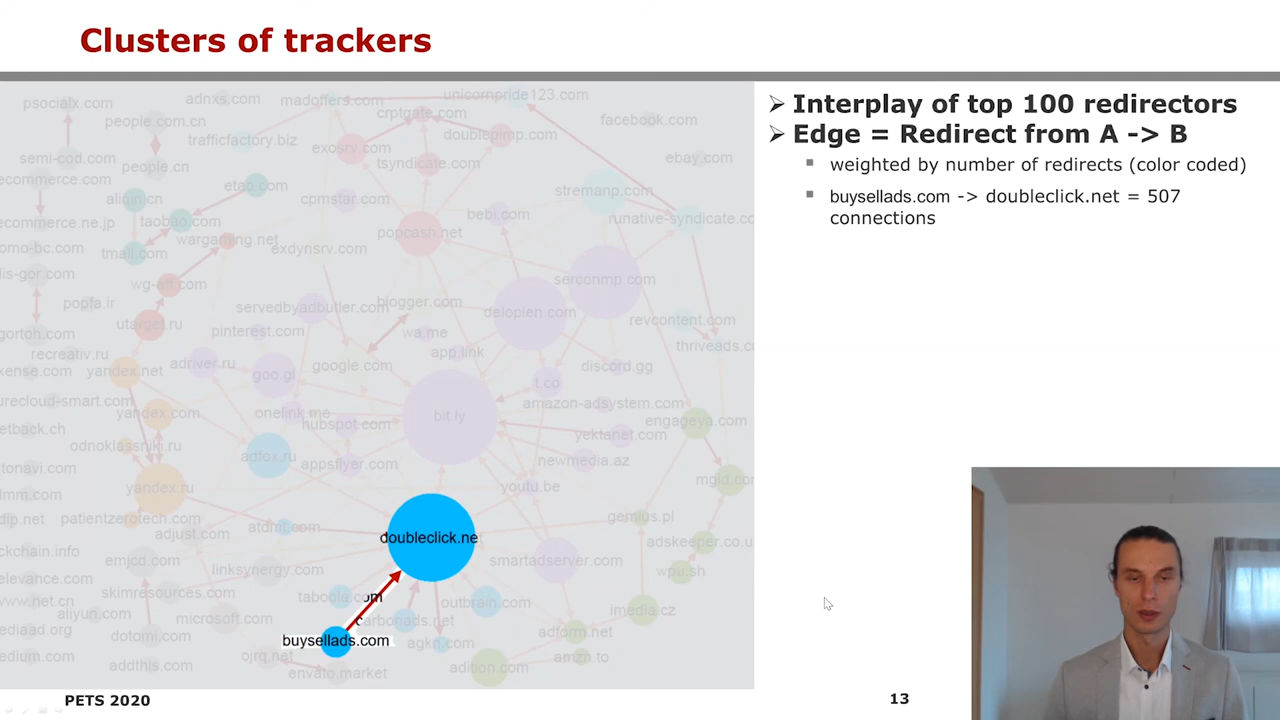 Clusters of trackers
psocialx.com
adnxs.com
madoffers.com
unicornpride123.com
people.com.cn
crptgate.com
trafficfactory.biz
doublepimp.com
facebook.com
exosrv.com
semi-cod.com
people.cn
tsyndicate.com
ebay.com
ecommerce.com
etao.com
alipin.cn
cpmstar.com
stremanp.com
ecommerce.ne.jp
taobao.com
bebi.com
runative-syndicate.co
popcash.net
wargaming.net
omo-bc.com
tmall.com
exdynsrv.com
lis-gor.com
wg-aff.com
serconmp.com
popfa.ir
servedbyadbutler.com
blogger.com
deloplen.com
gortoh.com
utarget.ru
pinterest.com
wa.me
revcontent.com
recreativ.ru
adriver.ru
google.com
app.link
thriveads.c
xense.com
yandex.net
goo.gl
discord.gg
t.co
urecloud-smart.com
yandex.com
onelink.me
hubspot.com
bit.ly
amazon-adsystem.com
engageya.com
etback.ch
odnoklassniki.ru
yektanet.com
tonavi.com
adfox.ru
appsflyer.com
newmedia.az
imm.com
yandex.ru
youtu.be
mgid.com
dip.net
patientzerotech.com
atdmt.com
gemius.pl
adjust.com
doubleclick.ne
adskeeper.co.u
ckchain.info
emjcd.com
linksynergy.com
smartadserver.com
wpu.sh
elevance.com
skimresources.com
taboola.com
outbrain.com
www.net.cn
aliyun.com
microsoft.com
carbonads.net
imedia.cz
ediaad.org
dotomi.com
buysellads.com
agkn.com
adform.net
edium.com
addthis.com
ojrq.net
envato.market
adition.com
amzn.to
➢ Interplay of top 100 redirectors
➢ Edge = Redirect from A -> B
▪ weighted by number of redirects (color coded)
▪ buysellads.com -> doubleclick.net = 507
connections
PETS 2020
13